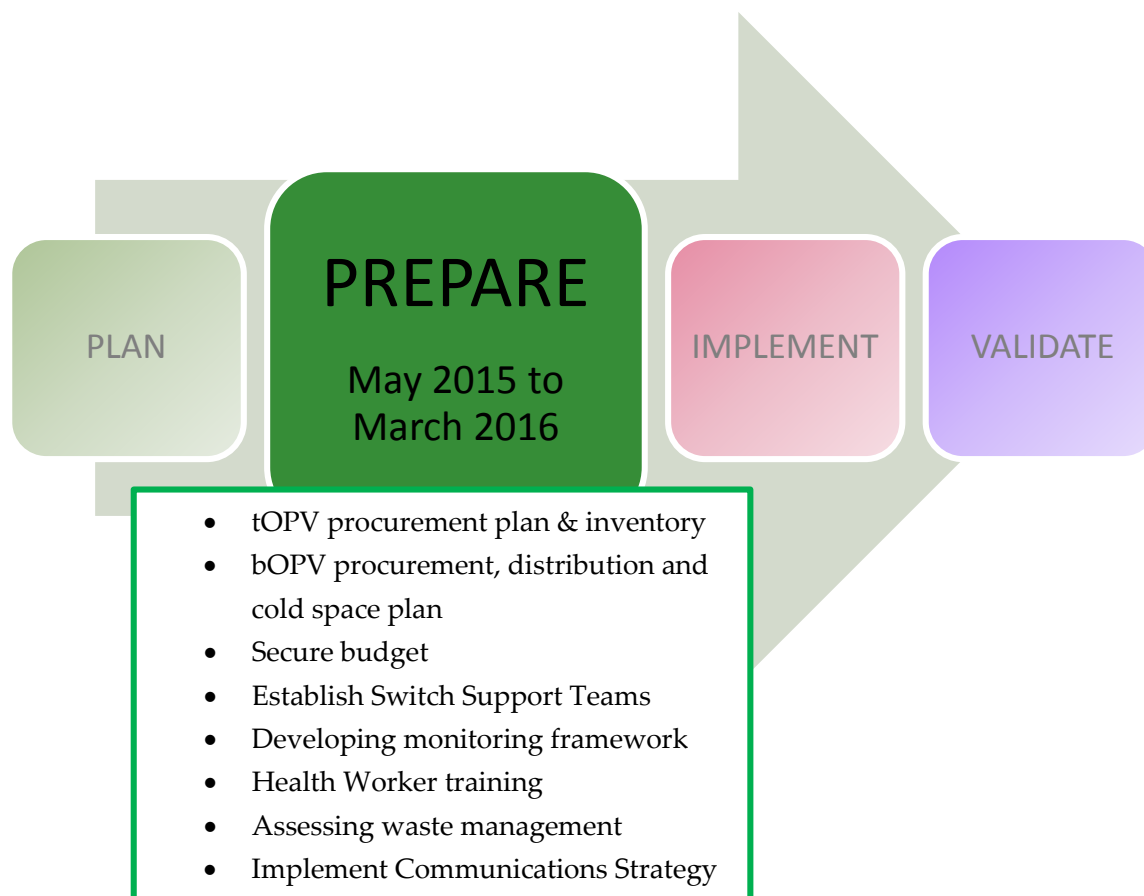 PLAN
PREPARE
May 2015 to
March 2016
IMPLEMENT
VALIDATE
• tOPV procurement plan & inventory
• bOPV procurement, distribution and
cold space plan
• Secure budget
• Establish Switch Support Teams
• Developing monitoring framework
• Health Worker training
• Assessing waste management
• Implement Communications Strategy